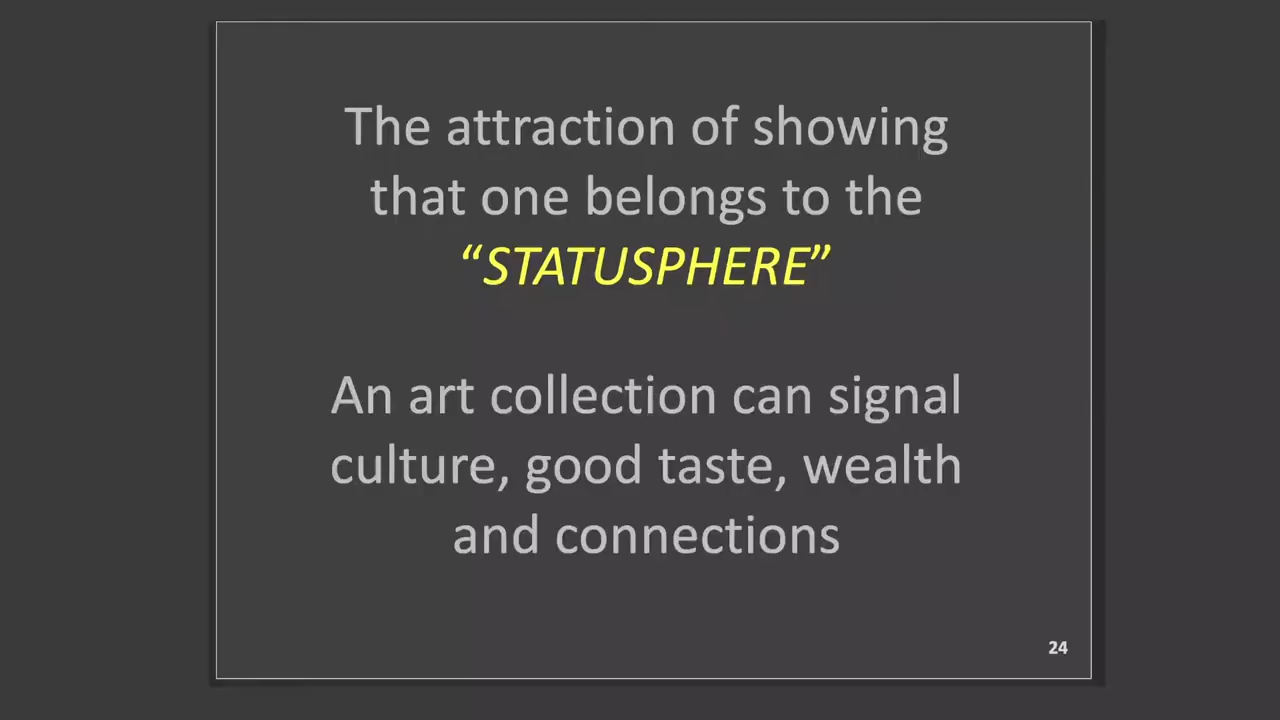 The attraction of showing
that one belongs to the
“STATUSPHERE”
An art collection can signal
culture, good taste, wealth
and connections
24